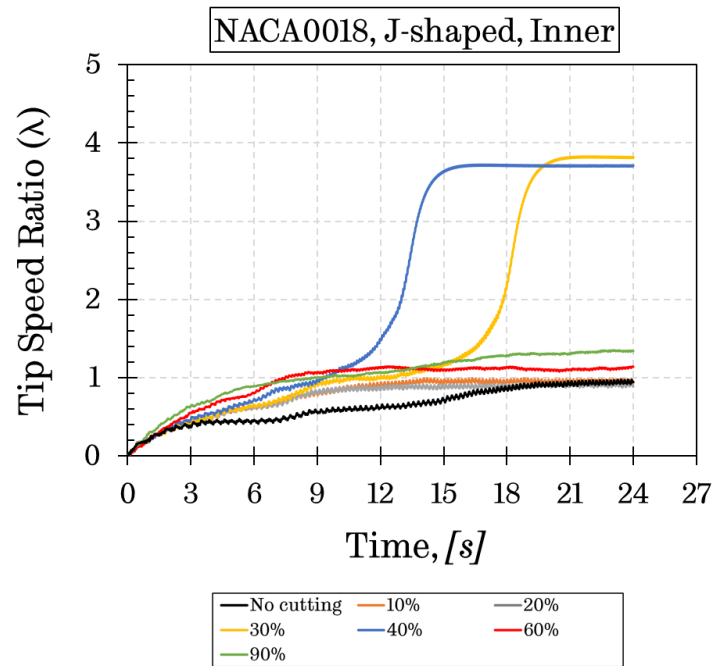 NACA0018, J-shaped, Inner
Tip Speed Ratio (λ)
5
4
3
2
1
0
0 3 6 9 12 15 18 21 24 27
Time, [s]
No cutting 10% 20%
30% 40% 60%
90%